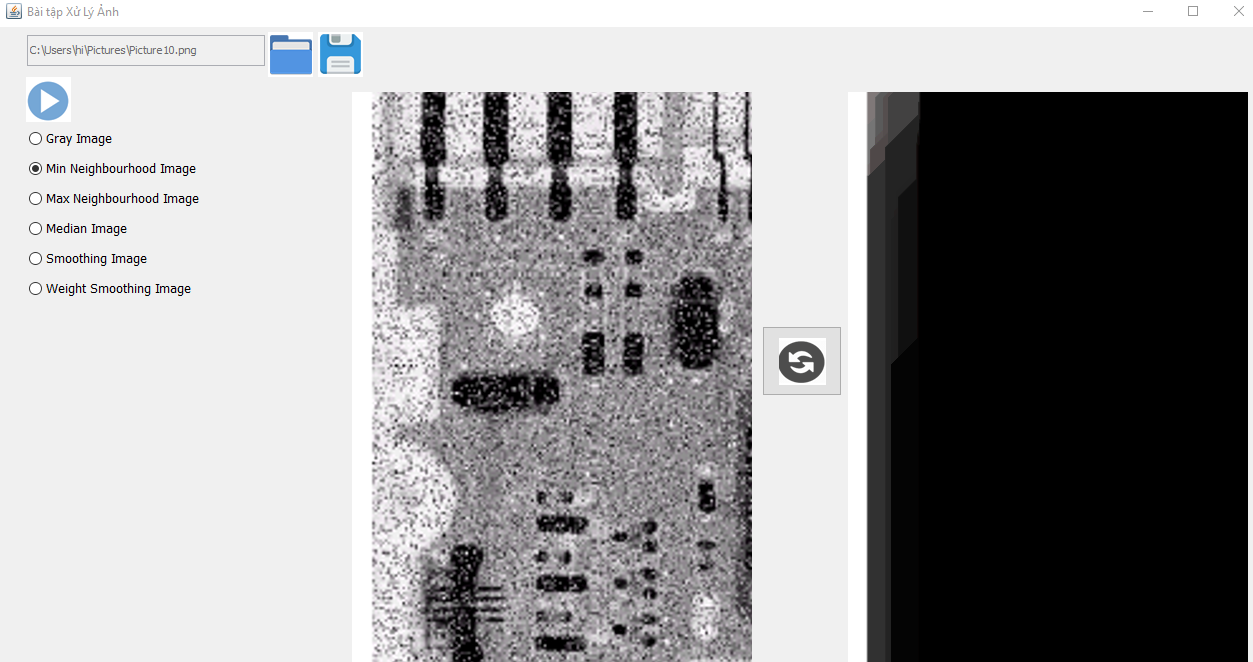 Bài tập Xử Lý Ảnh
C:\Users\hi\Pictures\Picture10.png
Gray Image
Min Neighbourhood Image
Max Neighbourhood Image
Median Image
Smoothing Image
Weight Smoothing Image